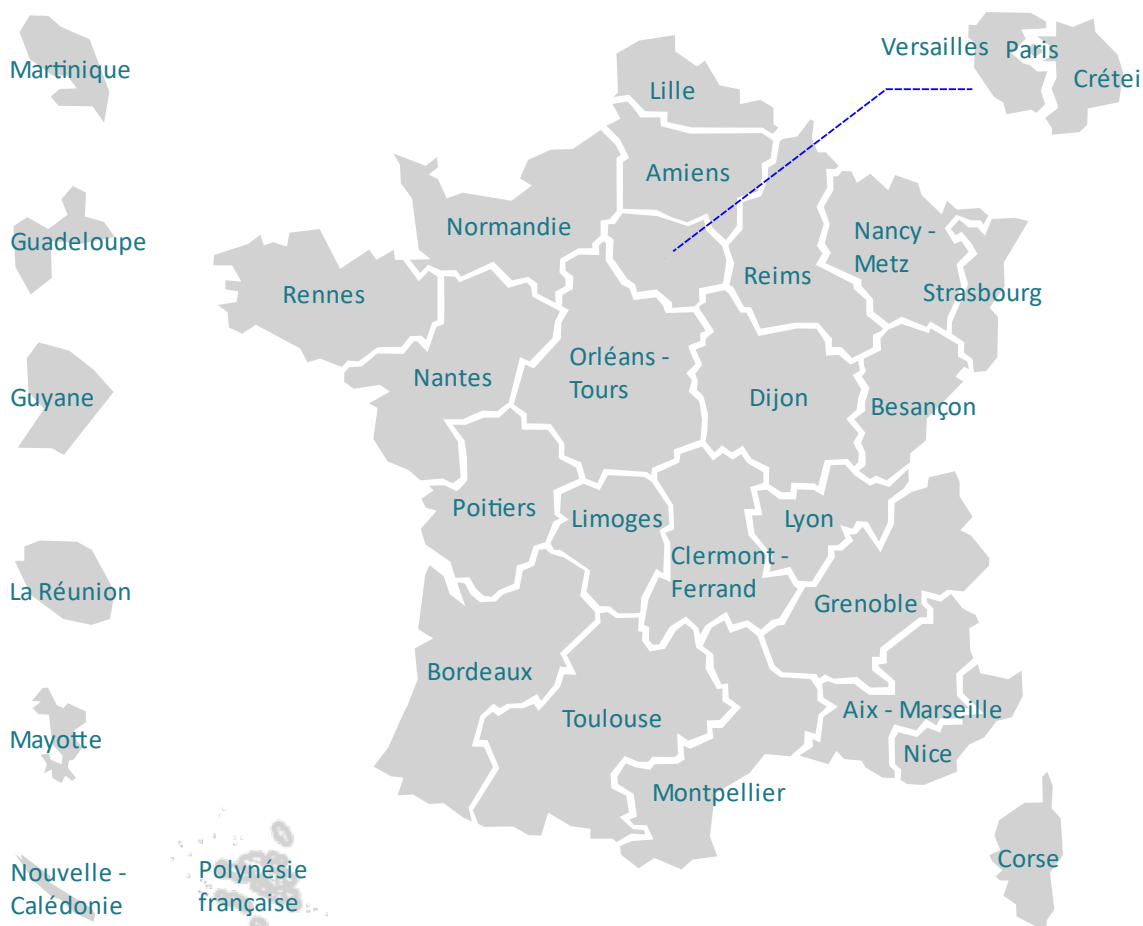 Versailles
Paris
Martinique
Créteil
Lille
Amiens
Normandie
Guadeloupe
Nancy -
Metz
Reims
Rennes
Strasbourg
Orléans -
Tours
Nantes
Guyane
Dijon
Besançon
Poitiers
Limoges
Lyon
Clermont -
Ferrand
La Réunion
Grenoble
Bordeaux
Aix - Marseille
Toulouse
Mayotte
Nice
Montpellier
Corse
Nouvelle -
Calédonie
Polynésie
française